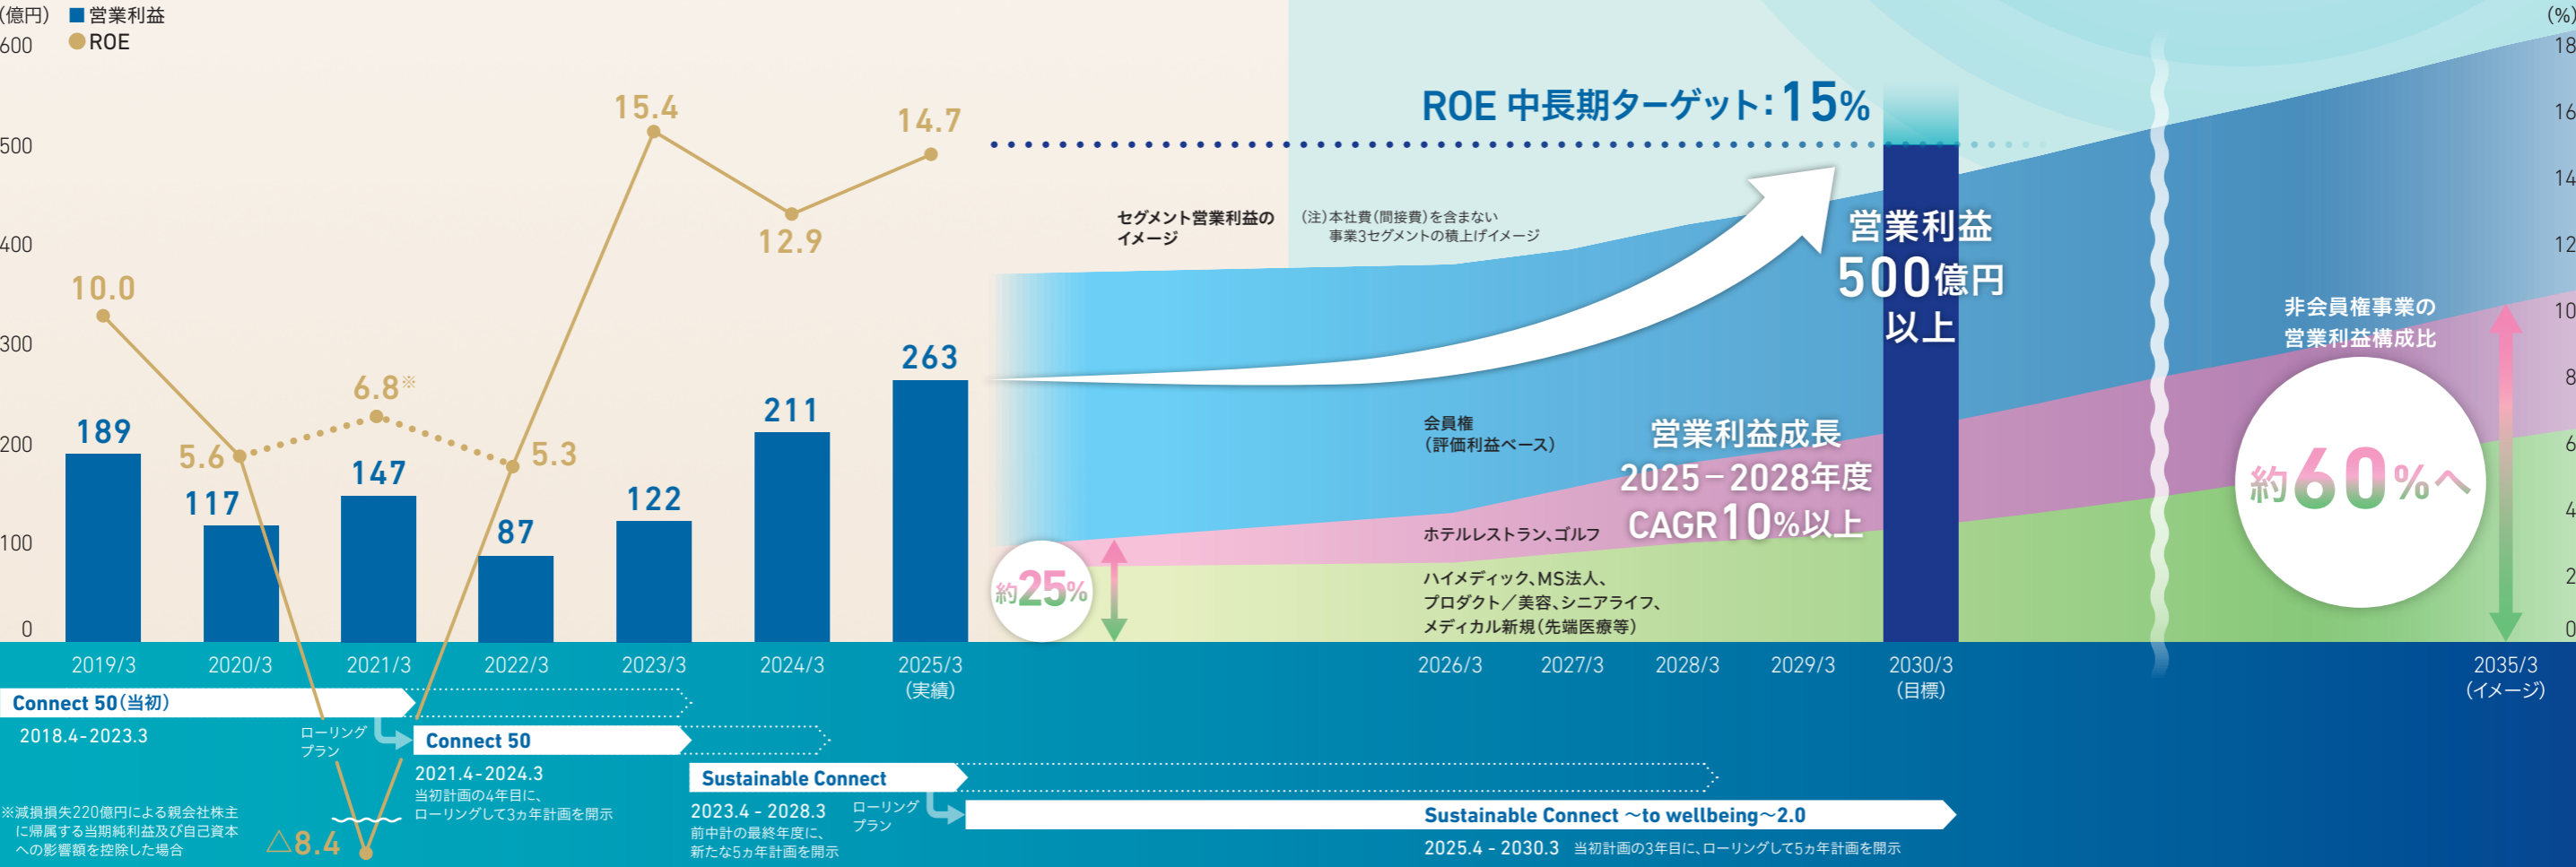 (億円)
営業利益
ROE
600
500
400
300
200
100
0
(%)
18
16
14
12
10
8
6
4
2
0
10.0
5.6
6.8※
5.3
15.4
12.9
14.7
189
117
147
87
122
211
263
ROE 中長期ターゲット：15%
セグメント営業利益の
イメージ
（注）本社費（間接費）を含まない
事業3セグメントの積上げイメージ
営業利益
500億円
以上
会員権
（評価利益ベース）
営業利益成長
2025－2028年度
CAGR10%以上
ホテルレストラン、ゴルフ
ハイメディック、MS法人、
プロダクト／美容、シニアライフ、
メディカル新規（先端医療等）
約25%
非会員権事業の
営業利益構成比
約60%へ
2019/3
2020/3
2021/3
2022/3
2023/3
2024/3
2025/3
（実績）
2026/3
2027/3
2028/3
2029/3
2030/3
（目標）
2035/3
（イメージ）
Connect 50（当初）
2018.4-2023.3
ローリング
プラン
Connect 50
2021.4-2024.3
当初計画の4年目に、
ローリングして3ヵ年計画を開示
Sustainable Connect
2023.4 - 2028.3
前中計の最終年度に、
新たな5ヵ年計画を開示
ローリング
プラン
Sustainable Connect ～to wellbeing～2.0
2025.4 - 2030.3 当初計画の3年目に、ローリングして5ヵ年計画を開示
※減損損失220億円による親会社株主
に帰属する当期純利益及び自己資本
への影響額を控除した場合
△8.4